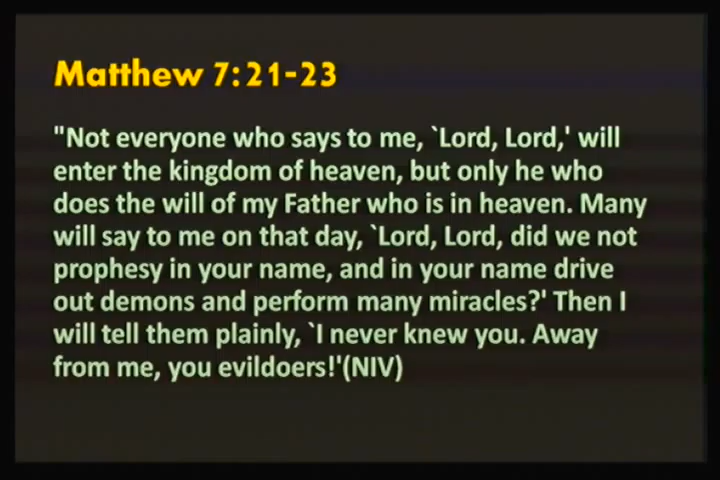 Matthew 7:21-23
"Not everyone who says to me, `Lord, Lord,' will
enter the kingdom of heaven, but only he who
does the will of my Father who is in heaven. Many
will say to me on that day, `Lord, Lord, did we not
prophesy in your name, and in your name drive
out demons and perform many miracles?' Then I
will tell them plainly, `I never knew you. Away
from me, you evildoers!'(NIV)